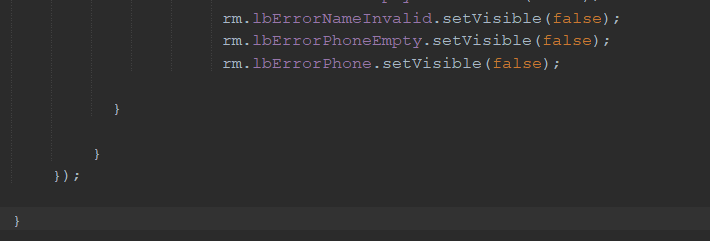 rm.lbErrorNameInvalid.setVisible(false);
rm.lbErrorPhoneEmpty.setVisible(false);
rm.lbErrorPhone.setVisible(false);
}
}
});
}